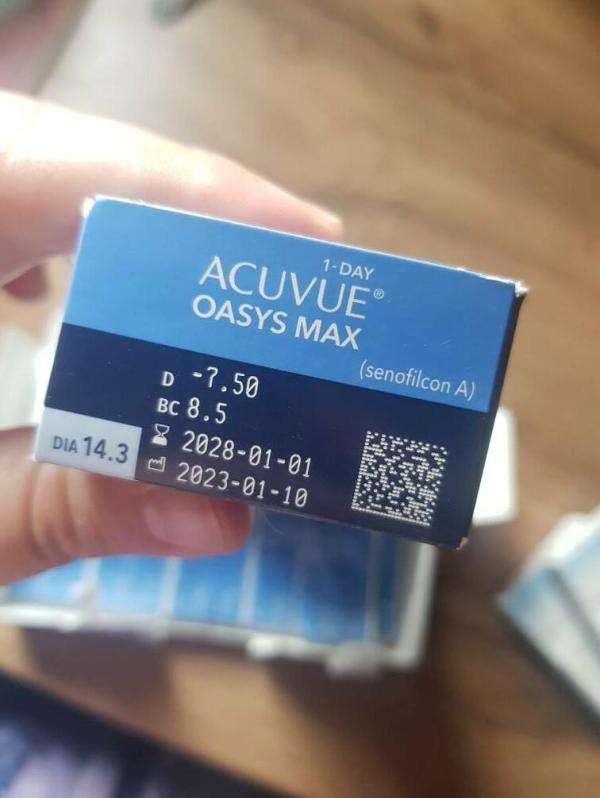 1-DAY
ACUVUE®
OASYS MAX
(senofilcon A)
D -7.50
BC 8.5
2028-01-01
DIA 14.3
2023-01-10